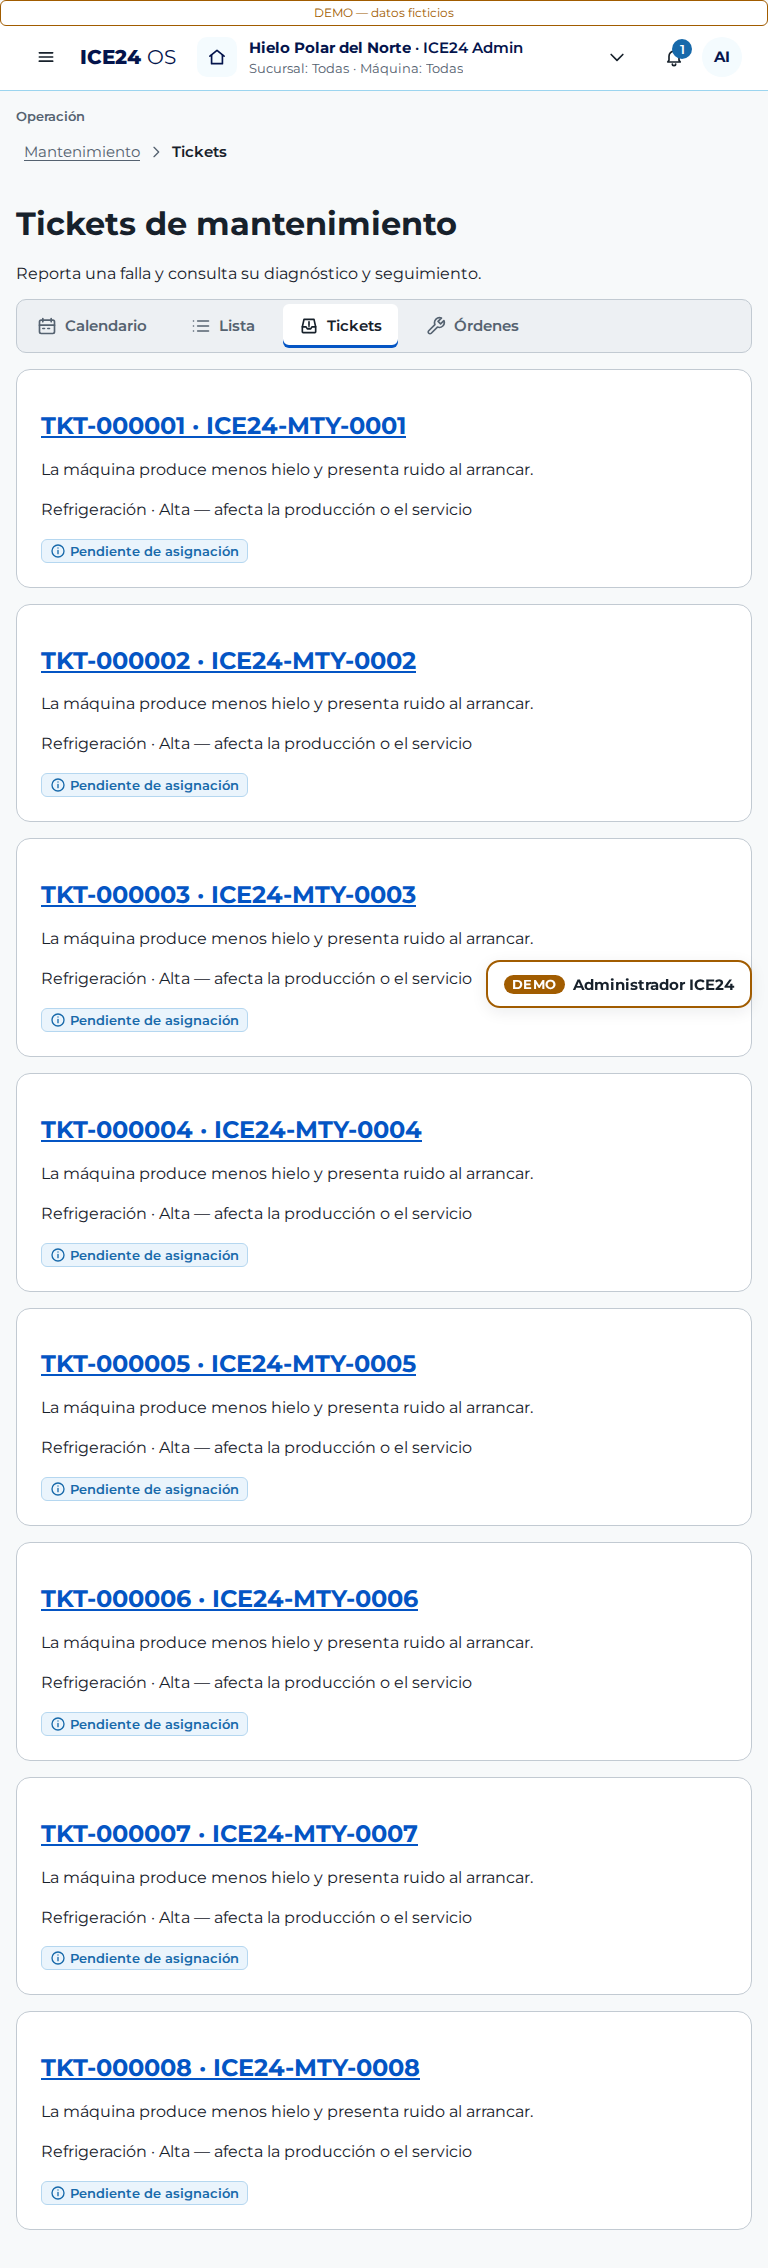 DEMO — datos ficticios
ICE24 OS
Hielo Polar del Norte · ICE24 Admin
Sucursal: Todas · Máquina: Todas
1
AI
Operación
Mantenimiento > Tickets
Tickets de mantenimiento
Reporta una falla y consulta su diagnóstico y seguimiento.
Calendario Lista Tickets Órdenes
TKT-000001 · ICE24-MTY-0001
La máquina produce menos hielo y presenta ruido al arrancar.
Refrigeración · Alta — afecta la producción o el servicio
Pendiente de asignación
TKT-000002 · ICE24-MTY-0002
La máquina produce menos hielo y presenta ruido al arrancar.
Refrigeración · Alta — afecta la producción o el servicio
Pendiente de asignación
TKT-000003 · ICE24-MTY-0003
La máquina produce menos hielo y presenta ruido al arrancar.
Refrigeración · Alta — afecta la producción o el servicio
DEMO Administrador ICE24
Pendiente de asignación
TKT-000004 · ICE24-MTY-0004
La máquina produce menos hielo y presenta ruido al arrancar.
Refrigeración · Alta — afecta la producción o el servicio
Pendiente de asignación
TKT-000005 · ICE24-MTY-0005
La máquina produce menos hielo y presenta ruido al arrancar.
Refrigeración · Alta — afecta la producción o el servicio
Pendiente de asignación
TKT-000006 · ICE24-MTY-0006
La máquina produce menos hielo y presenta ruido al arrancar.
Refrigeración · Alta — afecta la producción o el servicio
Pendiente de asignación
TKT-000007 · ICE24-MTY-0007
La máquina produce menos hielo y presenta ruido al arrancar.
Refrigeración · Alta — afecta la producción o el servicio
Pendiente de asignación
TKT-000008 · ICE24-MTY-0008
La máquina produce menos hielo y presenta ruido al arrancar.
Refrigeración · Alta — afecta la producción o el servicio
Pendiente de asignación